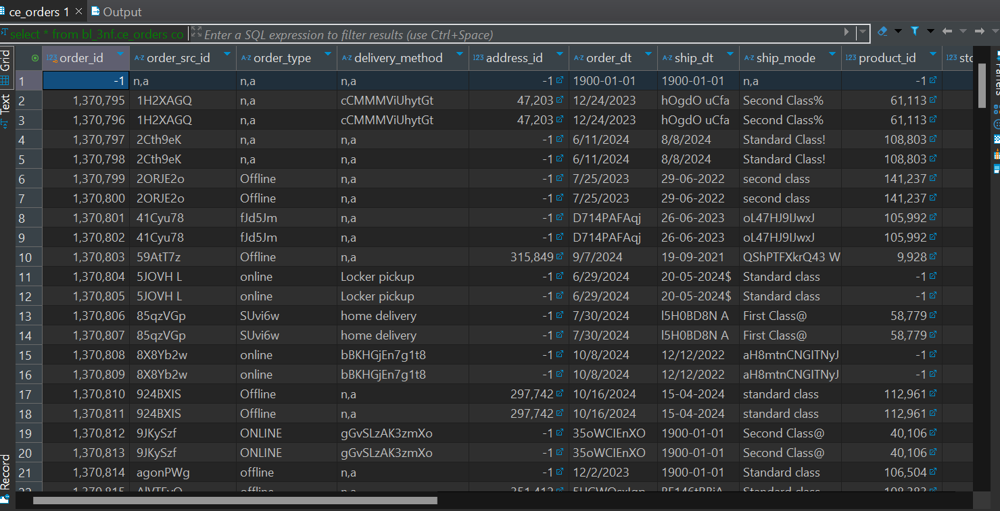 ce_orders 1 × Output
select * from bl_3nf.ce_orders co Enter a SQL expression to filter results (use Ctrl+Space)
Grid 123 order_id A-Z order_src_id A-Z order_type A-Z delivery_method 123 address_id A-Z order_dt A-Z ship_dt A-Z ship_mode 123 product_id 123 sto
1 -1 n,a n,a n,a -1 1900-01-01 1900-01-01 n,a -1
2 1,370,795 1H2XAGQ n,a cCMMMViUhytGt 47,203 12/24/2023 hOgdO uCfa Second Class% 61,113
3 1,370,796 1H2XAGQ n,a cCMMMViUhytGt 47,203 12/24/2023 hOgdO uCfa Second Class% 61,113
4 1,370,797 2Cth9eK n,a n,a -1 6/11/2024 8/8/2024 Standard Class! 108,803
5 1,370,798 2Cth9eK n,a n,a -1 6/11/2024 8/8/2024 Standard Class! 108,803
6 1,370,799 2ORJE2o Offline n,a -1 7/25/2023 29-06-2022 second class 141,237
7 1,370,800 2ORJE2o Offline n,a -1 7/25/2023 29-06-2022 second class 141,237
8 1,370,801 41Cyu78 fJd5Jm n,a -1 D714PAFAqj 26-06-2023 oL47HJ9IJwxJ 105,992
9 1,370,802 41Cyu78 fJd5Jm n,a -1 D714PAFAqj 26-06-2023 oL47HJ9IJwxJ 105,992
10 1,370,803 59AtT7z Offline n,a 315,849 9/7/2024 19-09-2021 QShPTFXkrQ43 W 9,928
11 1,370,804 5JOVH L online Locker pickup -1 6/29/2024 20-05-2024$ Standard class -1
12 1,370,805 5JOVH L online Locker pickup -1 6/29/2024 20-05-2024$ Standard class -1
13 1,370,806 85qzVGp SUvi6w home delivery -1 7/30/2024 l5H0BD8N A First Class@ 58,779
14 1,370,807 85qzVGp SUvi6w home delivery -1 7/30/2024 l5H0BD8N A First Class@ 58,779
15 1,370,808 8X8Yb2w online bBKHGjEn7g1t8 -1 10/8/2024 12/12/2022 aH8mtnCNGITNyJ -1
16 1,370,809 8X8Yb2w online bBKHGjEn7g1t8 -1 10/8/2024 12/12/2022 aH8mtnCNGITNyJ -1
17 1,370,810 924BXIS Offline n,a 297,742 10/16/2024 15-04-2024 standard class 112,961
18 1,370,811 924BXIS Offline n,a 297,742 10/16/2024 15-04-2024 standard class 112,961
19 1,370,812 9JKySzf ONLINE gGvSLzAK3zmXo -1 35oWCIEnXO 1900-01-01 Second Class@ 40,106
20 1,370,813 9JKySzf ONLINE gGvSLzAK3zmXo -1 35oWCIEnXO 1900-01-01 Second Class@ 40,106
21 1,370,814 agonPWg offline n,a -1 12/2/2023 1900-01-01 Standard class 106,504
Text
Record